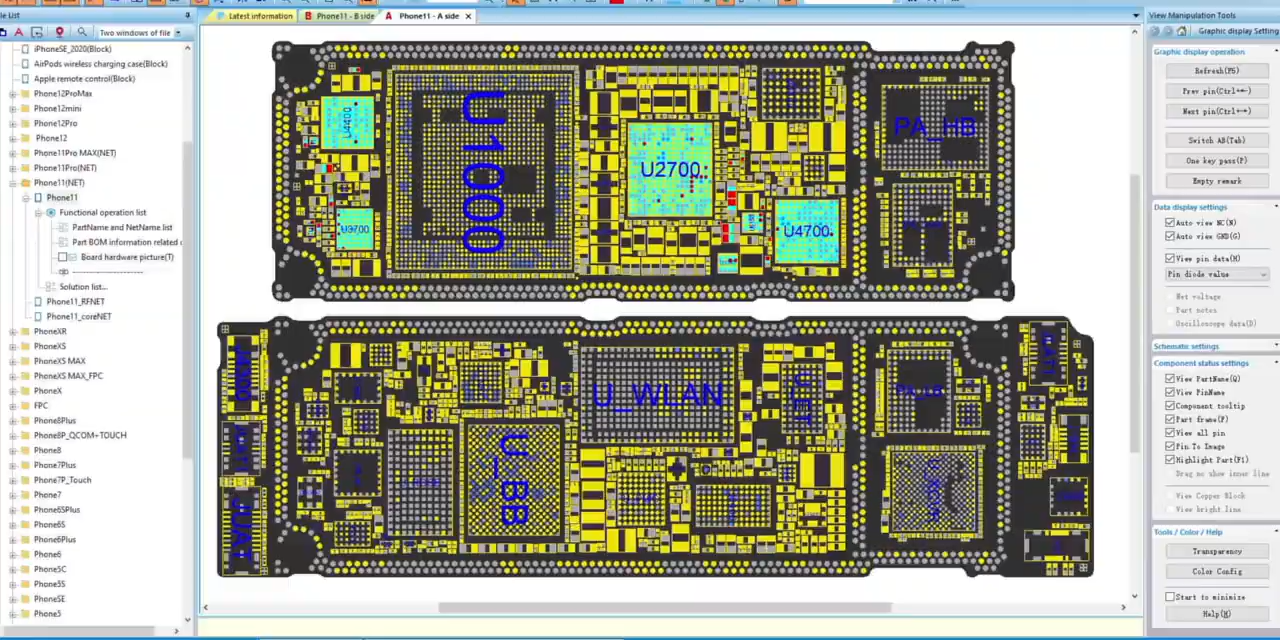 Latest information
Phone11 - B side
A Phone11 - A side
View Manipulation Tools
Two windows of file
Graphic display Setting
iPhoneSE_2020(Block)
AirPods wireless charging case(Block)
Apple remote control(Block)
Phone12ProMax
Phone12mini
Phone12Pro
Phone12
Phone11Pro MAX(NET)
Phone11Pro(NET)
Phone11(NET)
Phone11
Functional operation list
PartName and NetName list
Part BOM information related
Board hardware picture(T)
Solution list...
Phone11_RFNET
Phone11_coreNET
PhoneXR
PhoneXS
PhoneXS MAX
PhoneXS MAX_FPC
PhoneX
FPC
Phone8Plus
Phone8P_QCOM+TOUCH
Phone8
Phone7Plus
Phone7P_Touch
Phone7
Phone6SPlus
Phone6S
Phone6Plus
Phone6
Phone5C
Phone5S
PhoneSE
Phone5
U4400
U3700
U1000
U2700
U4700
PA_HB
U_BB
U_WLAN
Graphic display operation
Refresh(F5)
Prev pin(Ctrl+←)
Next pin(Ctrl+→)
Switch AB(Tab)
One key pass(P)
Empty remark
Data display settings
Auto view NC(N)
Auto view GND(G)
View pin data(M)
Pin diode value
Net voltage
Part notes
Oscilloscope data(D)
Schematic settings
Component status settings
View PartName(Q)
View PinName
Component tooltip
Part frame(F)
View all pin
Pin To Image
Highlight Part(F1)
Drag mouse show inner line
View Copper Block
View bright line
Tools / Color / Help
Transparency
Color Config
Start to minimize
Help(H)